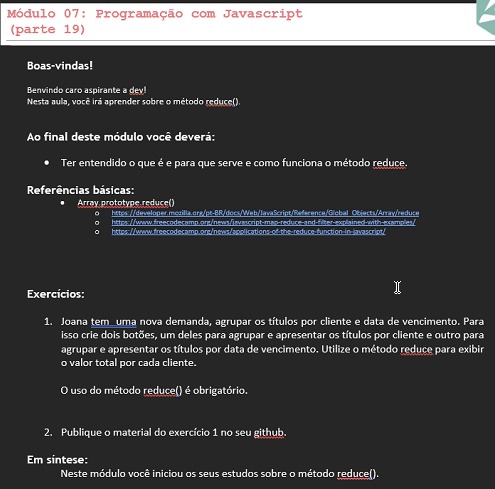 Módulo 07: Programação com Javascript
(parte 19)
Boas-vindas!
Benvindo caro aspirante a dev!
Nesta aula, você irá aprender sobre o método reduce().
Ao final deste módulo você deverá:
• Ter entendido o que é e para que serve e como funciona o método reduce.
Referências básicas:
• Array.prototype.reduce()
o https://developer.mozilla.org/pt-BR/docs/Web/JavaScript/Reference/Global_Objects/Array/reduce
o https://www.freecodecamp.org/news/javascript-map-reduce-and-filter-explained-with-examples/
o https://www.freecodecamp.org/news/applications-of-the-reduce-function-in-javascript/
Exercícios:
1. Joana tem uma nova demanda, agrupar os títulos por cliente e data de vencimento. Para
isso crie dois botões, um deles para agrupar e apresentar os títulos por cliente e outro para
agrupar e apresentar os títulos por data de vencimento. Utilize o método reduce para exibir
o valor total por cada cliente.
O uso do método reduce() é obrigatório.
2. Publique o material do exercício 1 no seu github.
Em síntese:
Neste módulo você iniciou os seus estudos sobre o método reduce().